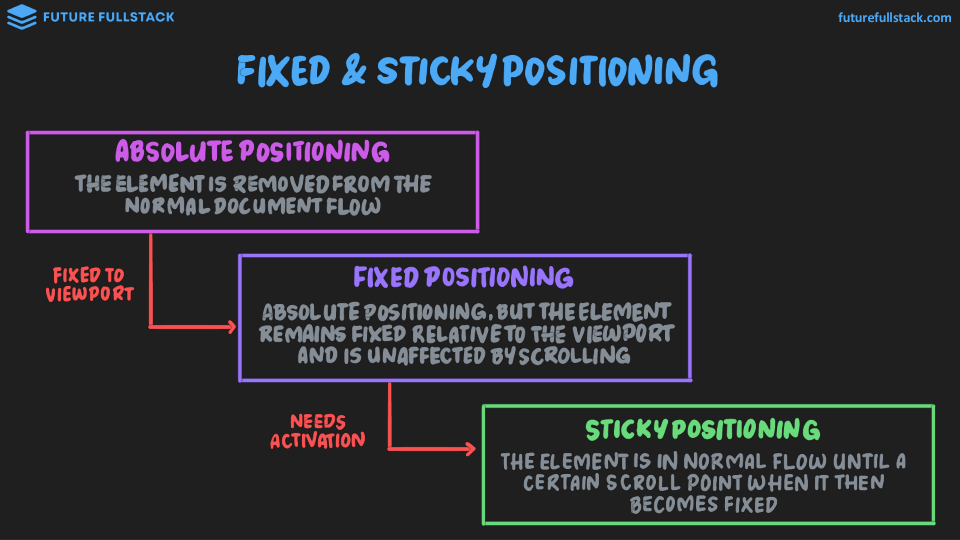 FUTURE FULLSTACK
futurefullstack.com
FIXED & STICKY POSITIONING
ABSOLUTE POSITIONING
THE ELEMENT IS REMOVED FROM THE
NORMAL DOCUMENT FLOW
FIXED TO
VIEWPORT
FIXED POSITIONING
ABSOLUTE POSITIONING, BUT THE ELEMENT
REMAINS FIXED RELATIVE TO THE VIEWPORT
AND IS UNAFFECTED BY SCROLLING
NEEDS
ACTIVATION
STICKY POSITIONING
THE ELEMENT IS IN NORMAL FLOW UNTIL A
CERTAIN SCROLL POINT WHEN IT THEN
BECOMES FIXED